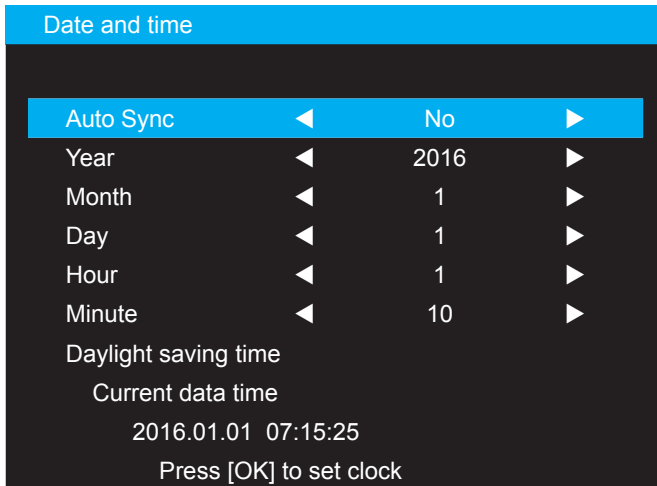 Date and time
Auto Sync No
Year 2016
Month 1
Day 1
Hour 1
Minute 10
Daylight saving time
Current data time
2016.01.01 07:15:25
Press [OK] to set clock